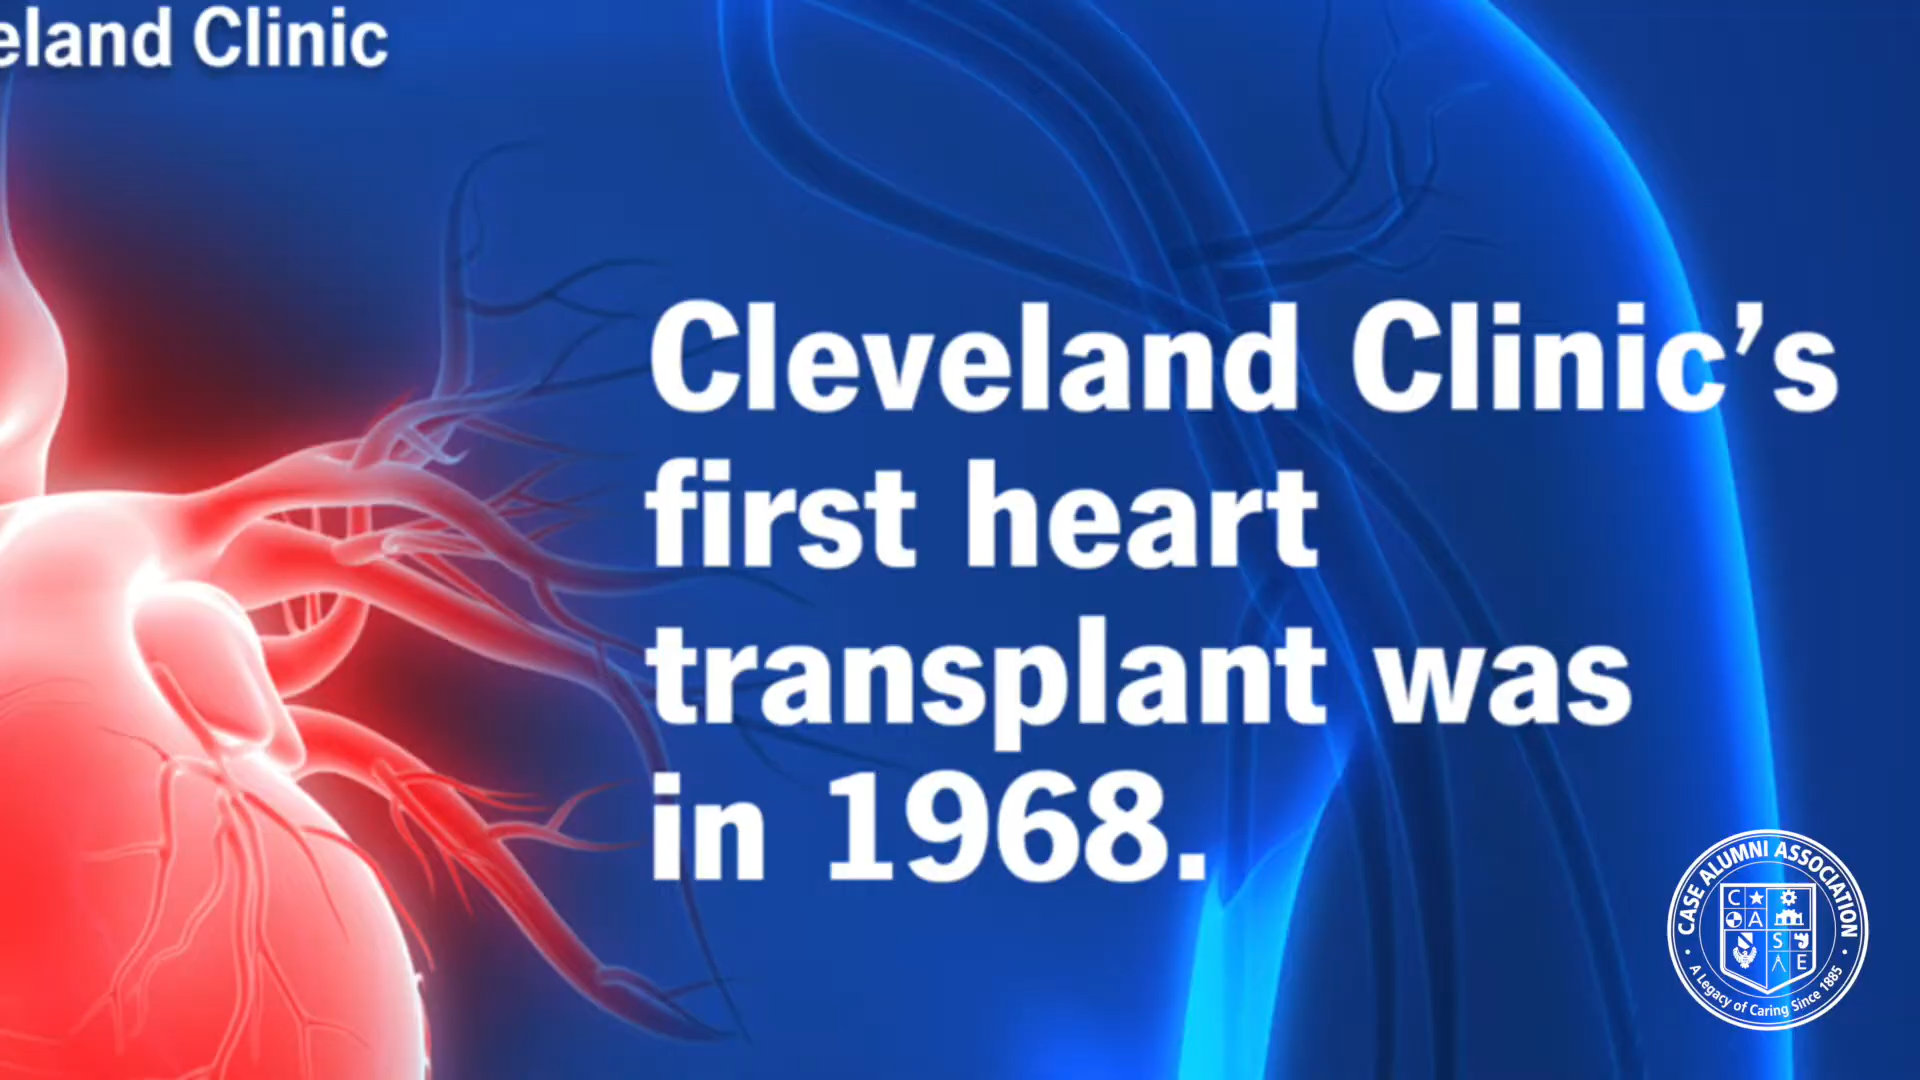 eland Clinic
Cleveland Clinic’s
first heart
transplant was
in 1968.
CASE ALUMNI ASSOCIATION
C A S E
A Legacy of Caring Since 1885